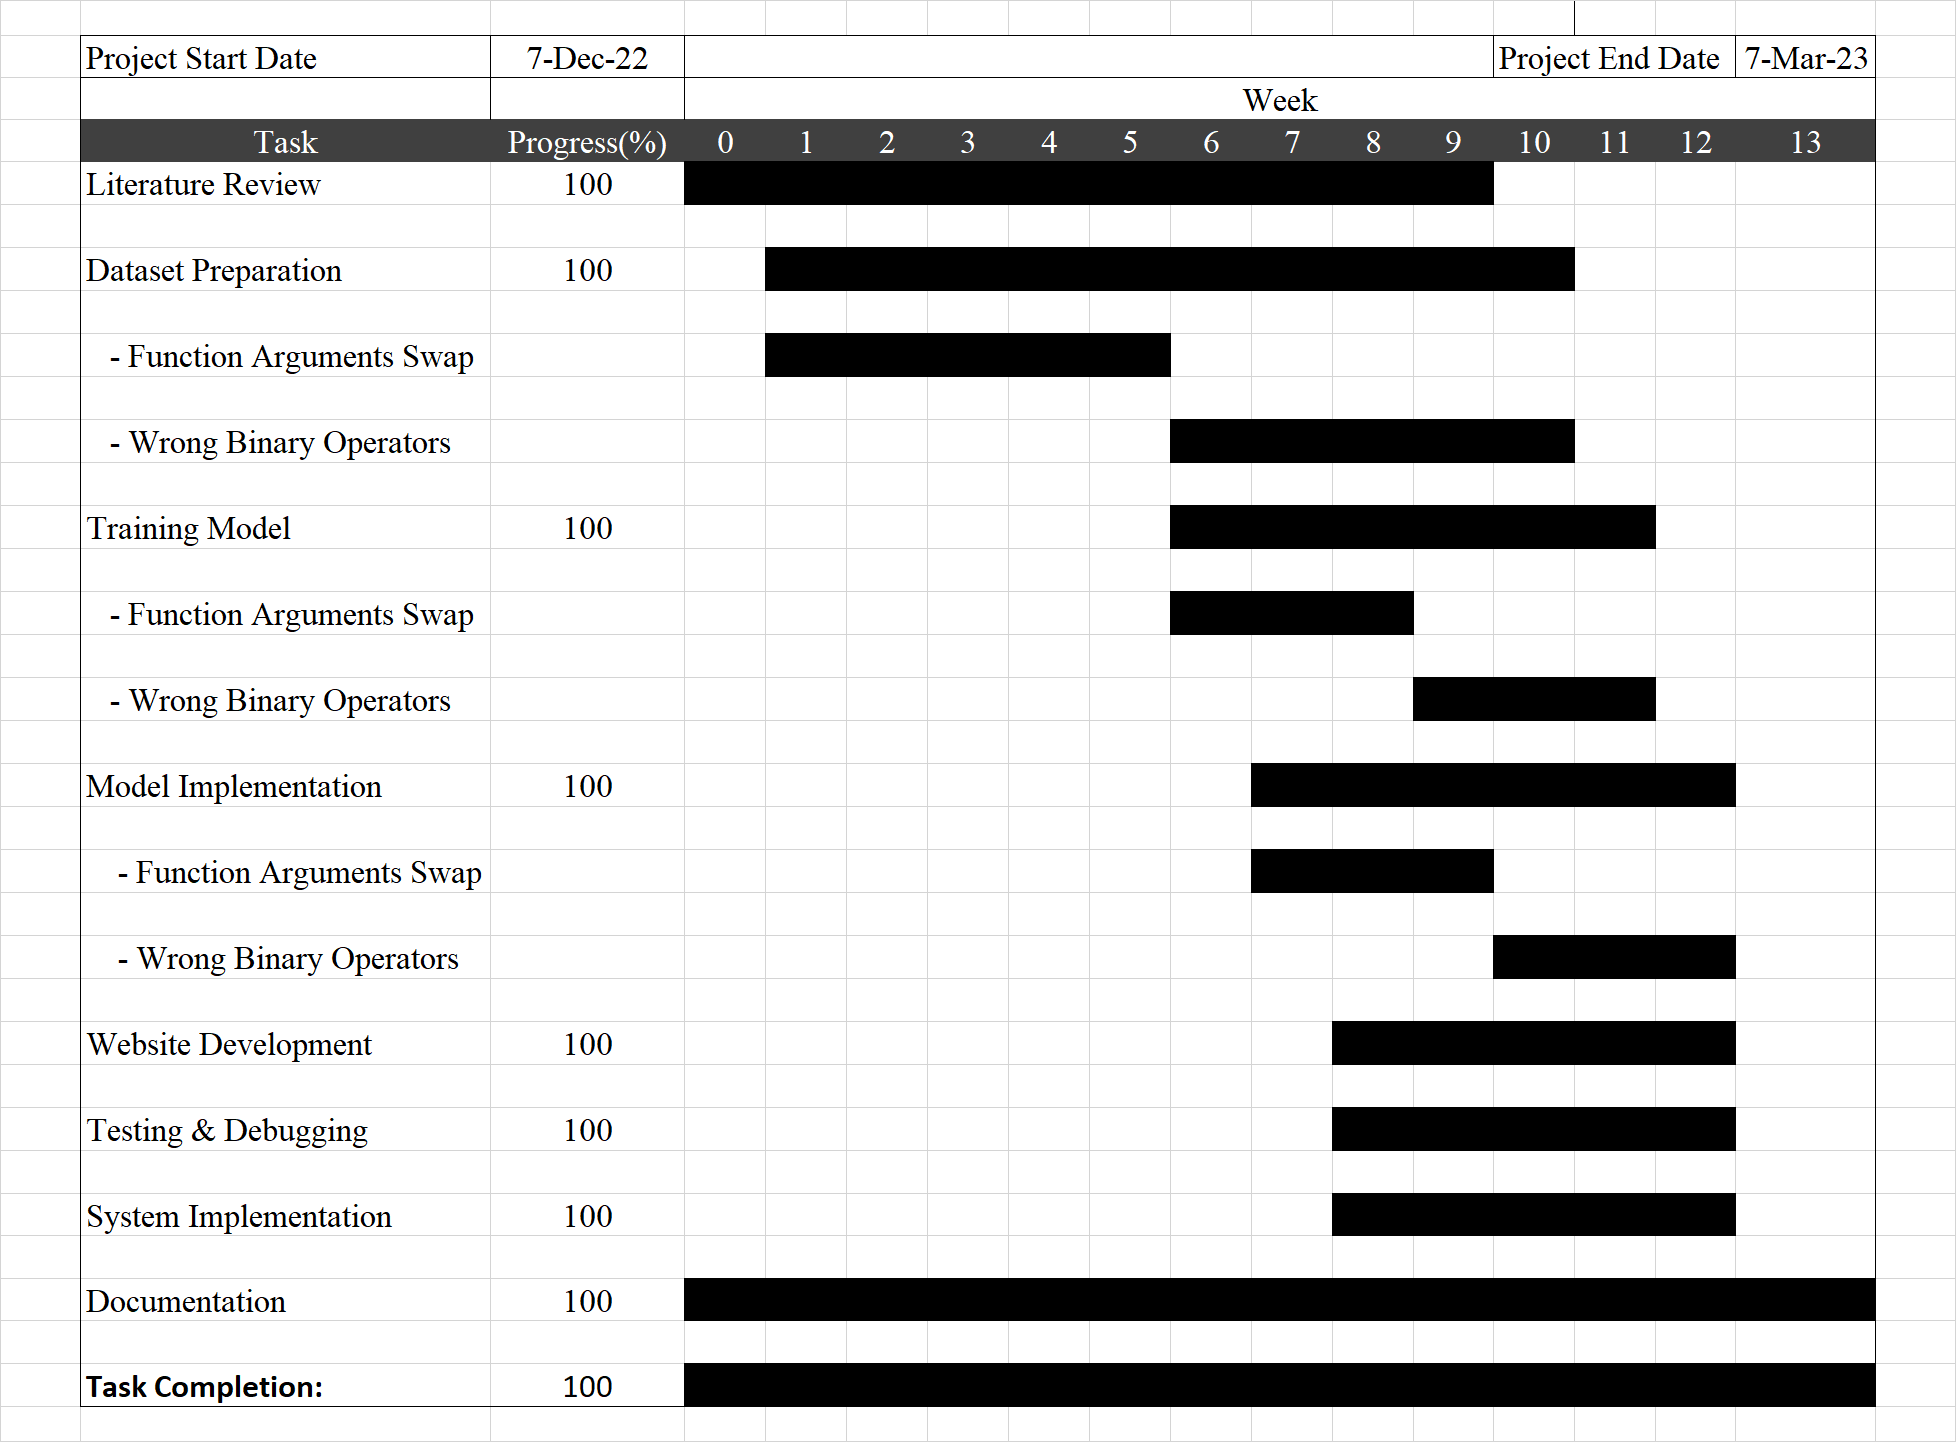 Project Start Date 7-Dec-22 Project End Date 7-Mar-23
Week
Task Progress(%) 0 1 2 3 4 5 6 7 8 9 10 11 12 13
Literature Review 100
Dataset Preparation 100
- Function Arguments Swap
- Wrong Binary Operators
Training Model 100
- Function Arguments Swap
- Wrong Binary Operators
Model Implementation 100
- Function Arguments Swap
- Wrong Binary Operators
Website Development 100
Testing & Debugging 100
System Implementation 100
Documentation 100
Task Completion: 100